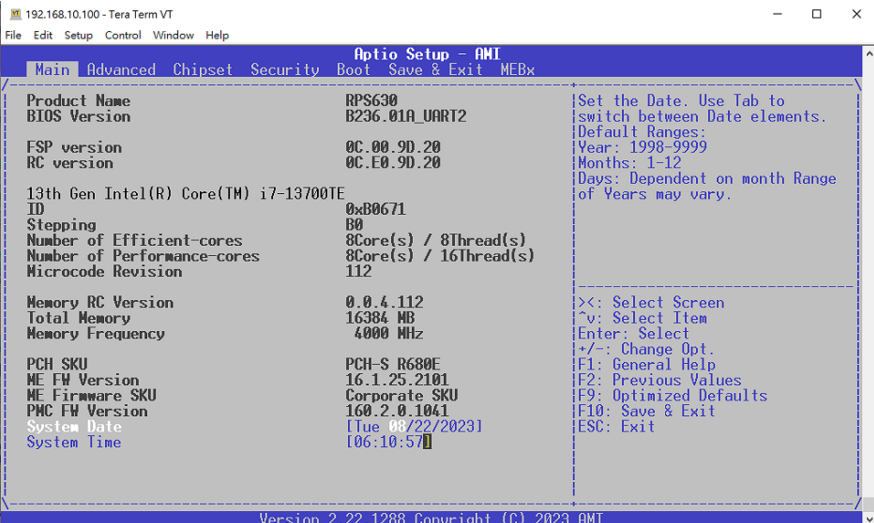 192.168.10.100 - Tera Term VT
File Edit Setup Control Window Help
Aptio Setup - AMI
Main Advanced Chipset Security Boot Save & Exit MEBx
Product Name RPS630 Set the Date. Use Tab to
BIOS Version B236.01A_UART2 switch between Date elements.
Default Ranges:
FSP version 0C.00.9D.20 Year: 1998-9999
RC version 0C.E0.9D.20 Months: 1-12
Days: Dependent on month Range
13th Gen Intel(R) Core(TM) i7-13700TE of Years may vary.
ID 0xB0671
Stepping B0
Number of Efficient-cores 8Core(s) / 8Thread(s)
Number of Performance-cores 8Core(s) / 16Thread(s)
Microcode Revision 112
Memory RC Version 0.0.4.112 ><: Select Screen
Total Memory 16384 MB ^v: Select Item
Memory Frequency 4000 MHz Enter: Select
+/-: Change Opt.
PCH SKU PCH-S R680E F1: General Help
ME FW Version 16.1.25.2101 F2: Previous Values
ME Firmware SKU Corporate SKU F9: Optimized Defaults
PMC FW Version 160.2.0.1041 F10: Save & Exit
System Date [Tue 08/22/2023] ESC: Exit
System Time [06:10:57]
Version 2.22.1288 Copyright (C) 2023 AMI